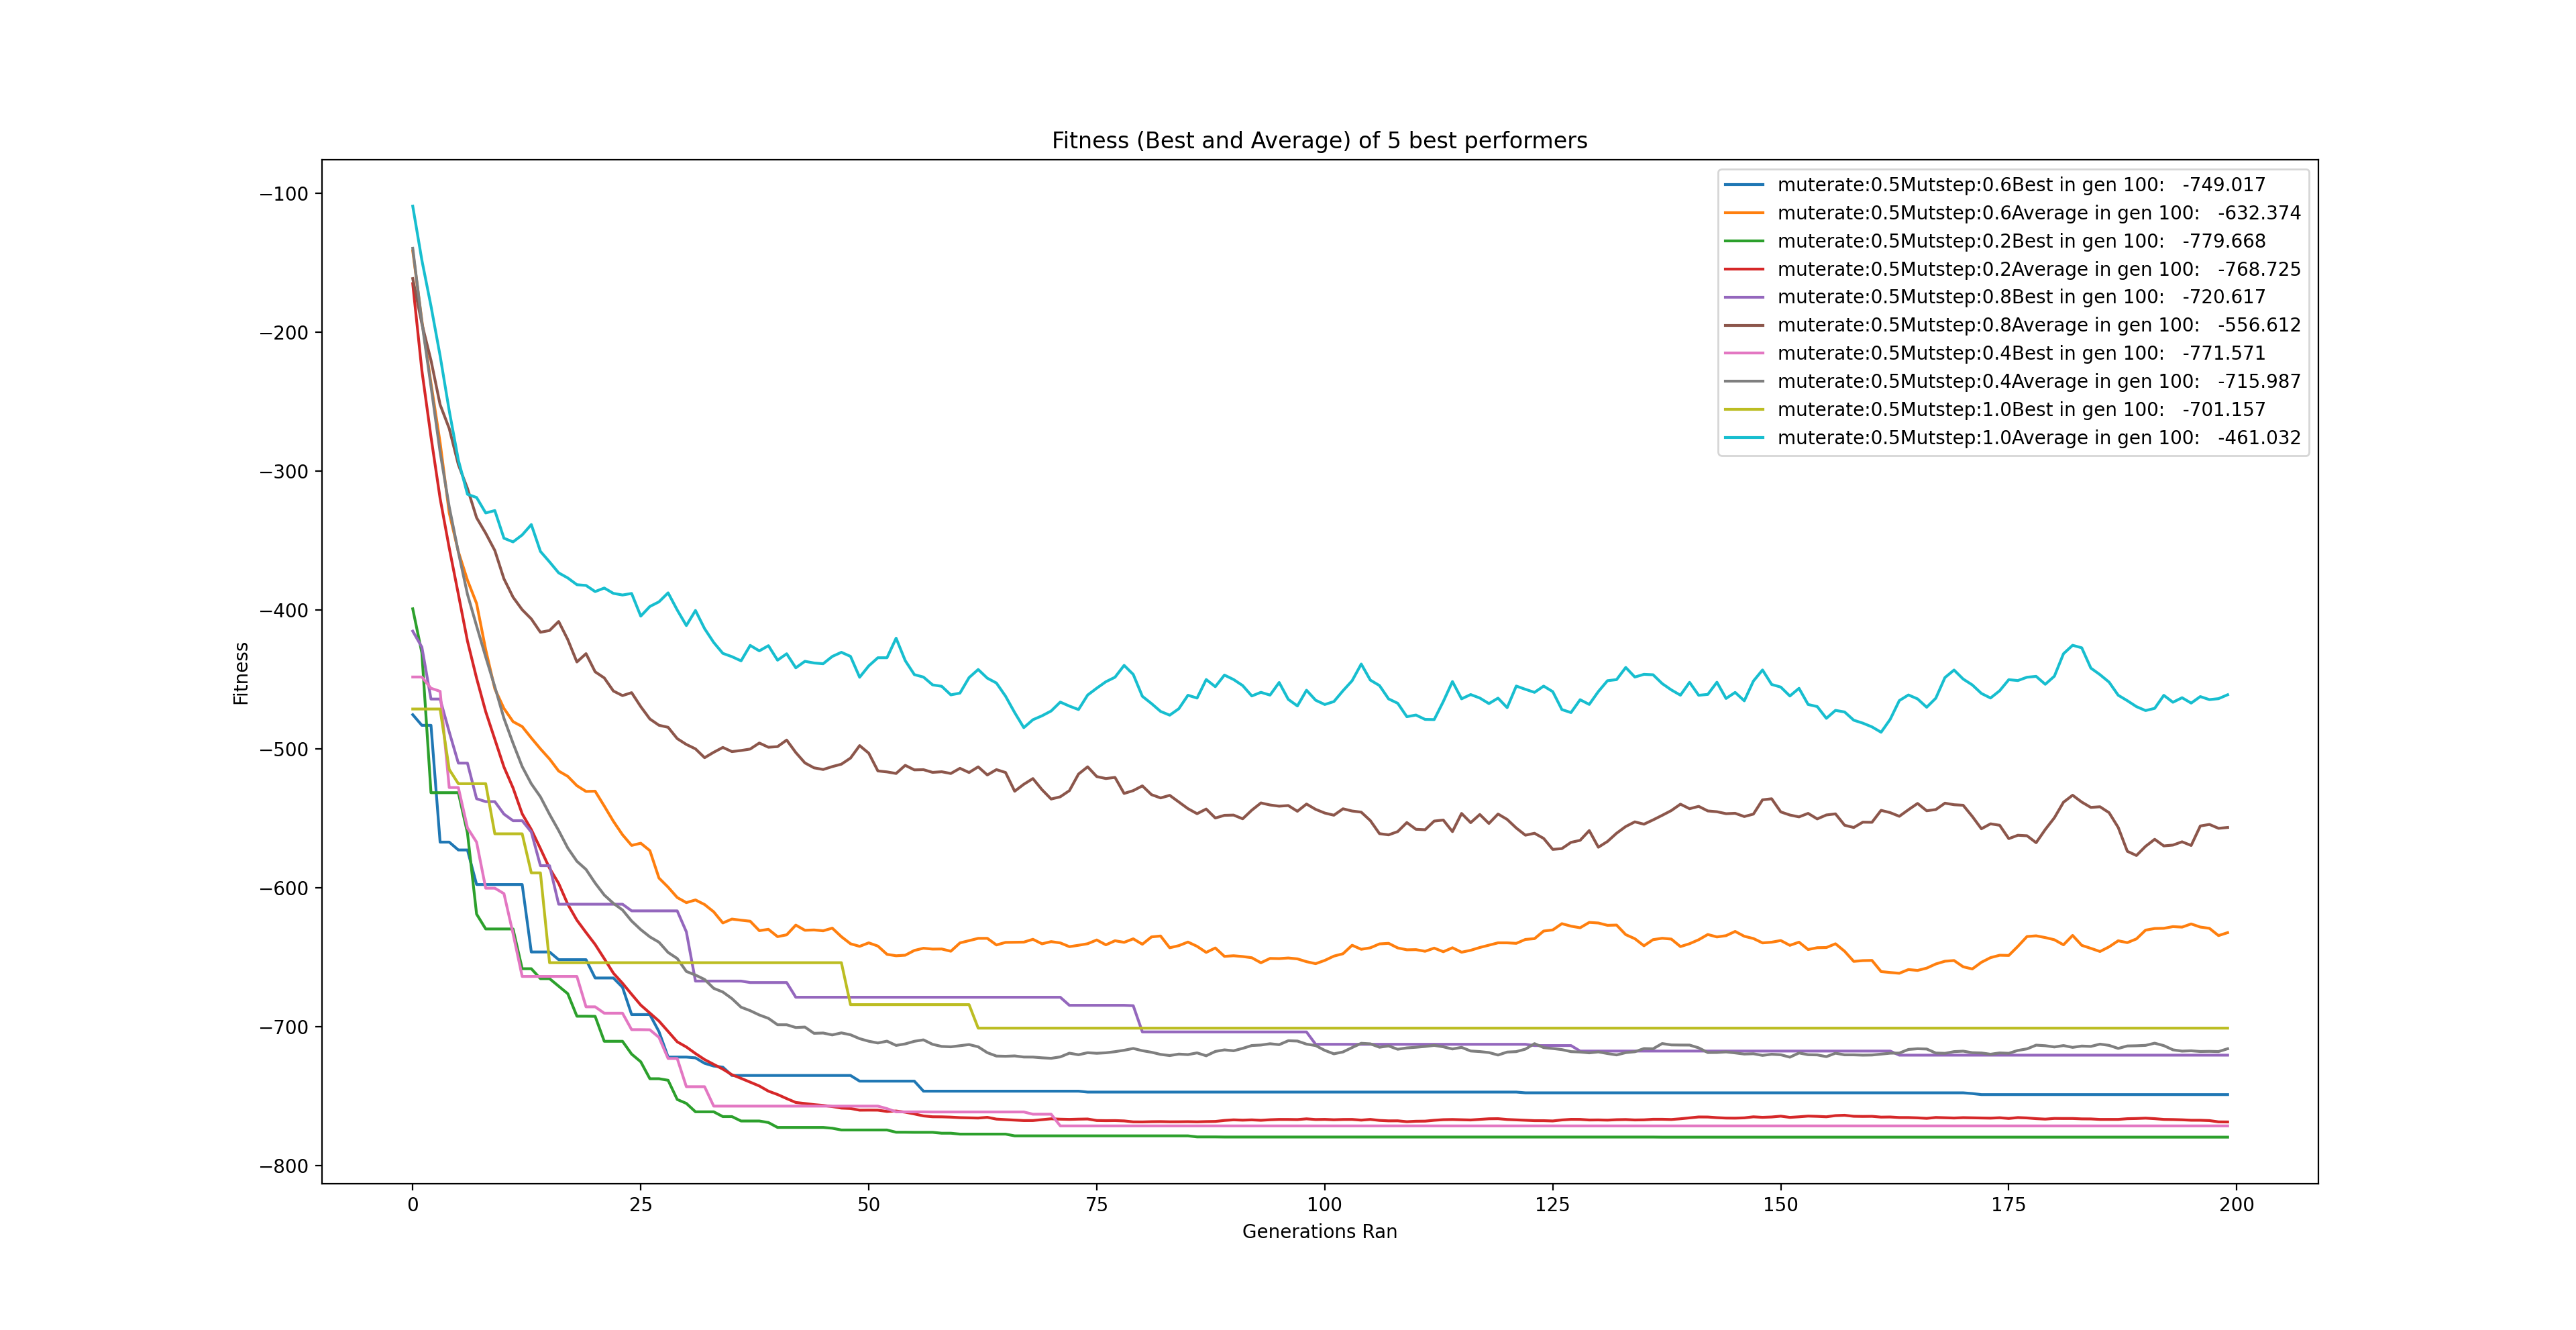 Fitness (Best and Average) of 5 best performers
−100
−200
−300
−400
−500
−600
−700
−800
Fitness
muterate:0.5Mutstep:0.6Best in gen 100:   -749.017
muterate:0.5Mutstep:0.6Average in gen 100:   -632.374
muterate:0.5Mutstep:0.2Best in gen 100:   -779.668
muterate:0.5Mutstep:0.2Average in gen 100:   -768.725
muterate:0.5Mutstep:0.8Best in gen 100:   -720.617
muterate:0.5Mutstep:0.8Average in gen 100:   -556.612
muterate:0.5Mutstep:0.4Best in gen 100:   -771.571
muterate:0.5Mutstep:0.4Average in gen 100:   -715.987
muterate:0.5Mutstep:1.0Best in gen 100:   -701.157
muterate:0.5Mutstep:1.0Average in gen 100:   -461.032
0 25 50 75 100 125 150 175 200
Generations Ran